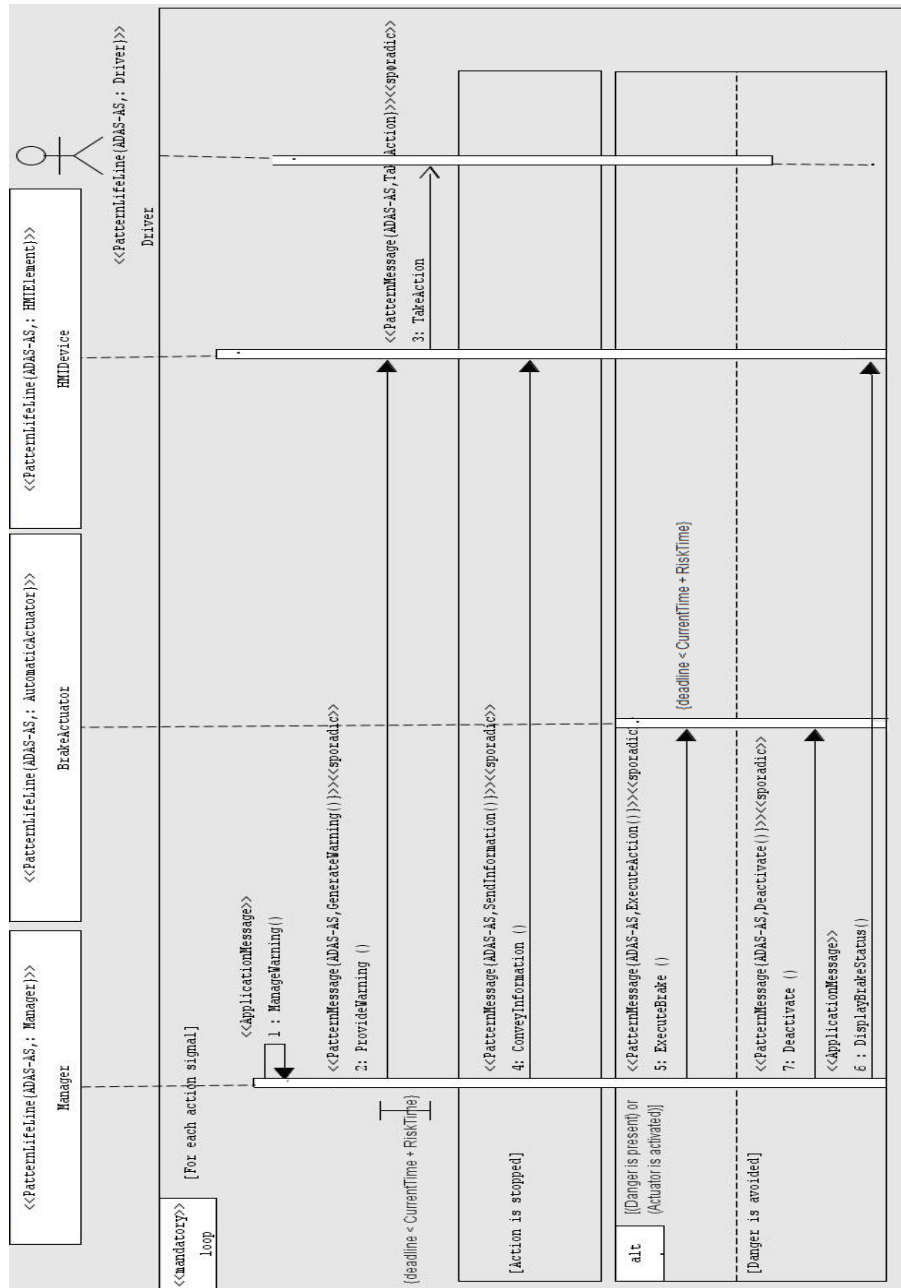 <<PatternLifeLine{ADAS-AS,: Manager}>>
Manager
<<PatternLifeLine{ADAS-AS,: AutomaticActuator}>>
BrakeActuator
<<PatternLifeLine{ADAS-AS,: HMIElement}>>
HMIDevice
<<PatternLifeLine{ADAS-AS,: Driver}>>
Driver
<<mandatory>>
loop
[For each action signal]
<<ApplicationMessage>>
1 : ManageWarning()
<<PatternMessage{ADAS-AS,GenerateWarning()}>><<sporadic>>
2: ProvideWarning ()
{deadline < CurrentTime + RiskTime}
<<PatternMessage{ADAS-AS,TakeAction}>><<sporadic>>
3: TakeAction
[Action is stopped]
<<PatternMessage{ADAS-AS,SendInformation()}>><<sporadic>>
4: ConveyInformation ()
alt
[(Danger is present) or
(Actuator is activated)]
<<PatternMessage{ADAS-AS,ExecuteAction()}>><<sporadic
5: ExecuteBrake ()
{deadline < CurrentTime + RiskTime}
[Danger is avoided]
<<PatternMessage{ADAS-AS,Deactivate()}>><<sporadic>>
7: Deactivate ()
<<ApplicationMessage>>
6 : DisplayBrakeStatus()